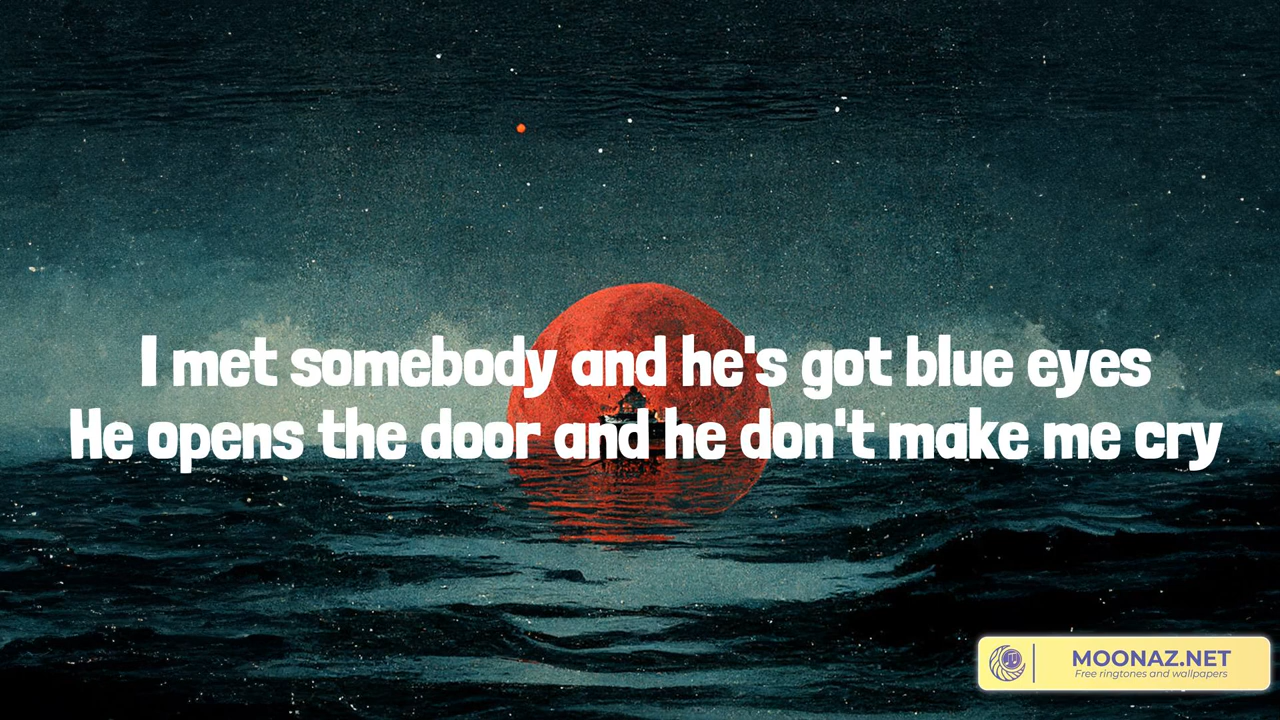 I met somebody and he's got blue eyes
He opens the door and he don't make me cry
MOONAZ.NET
Free ringtones and wallpapers